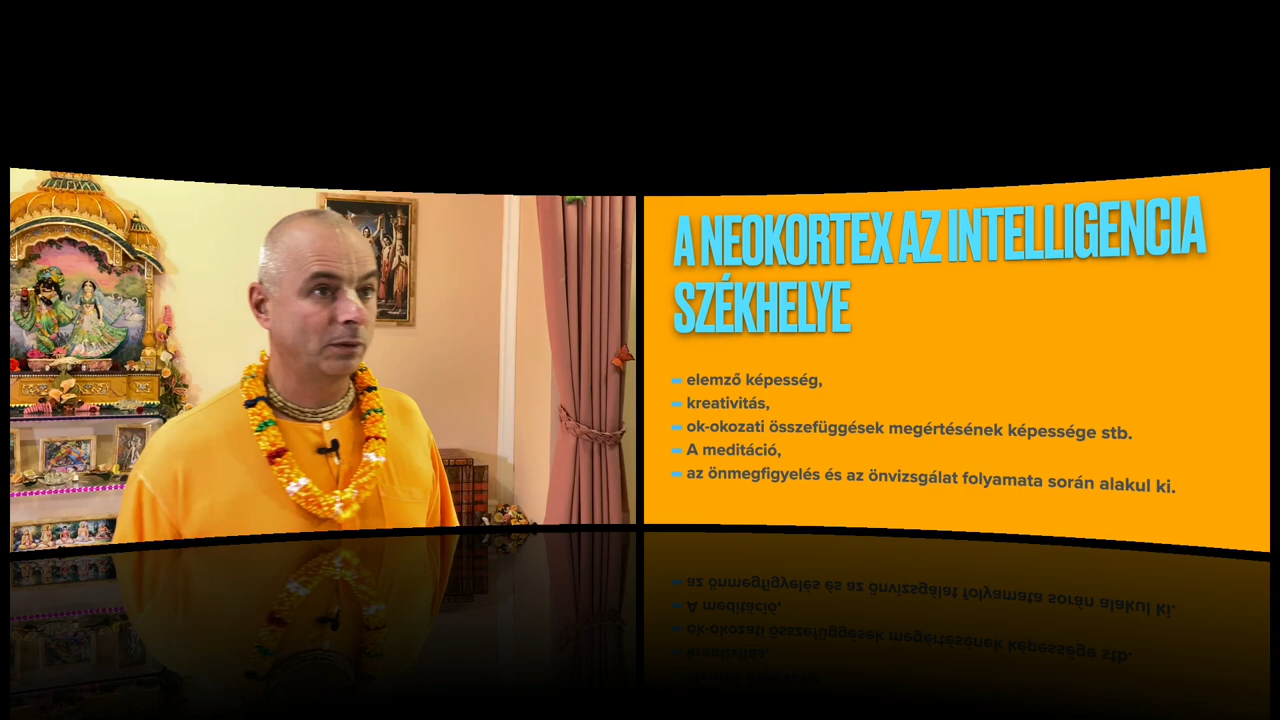 A NEOKORTEX AZ INTELLIGENCIA
SZÉKHELYE
elemző képesség,
kreativitás,
ok-okozati összefüggések megértésének képessége stb.
A meditáció,
az önmegfigyelés és az önvizsgálat folyamata során alakul ki.